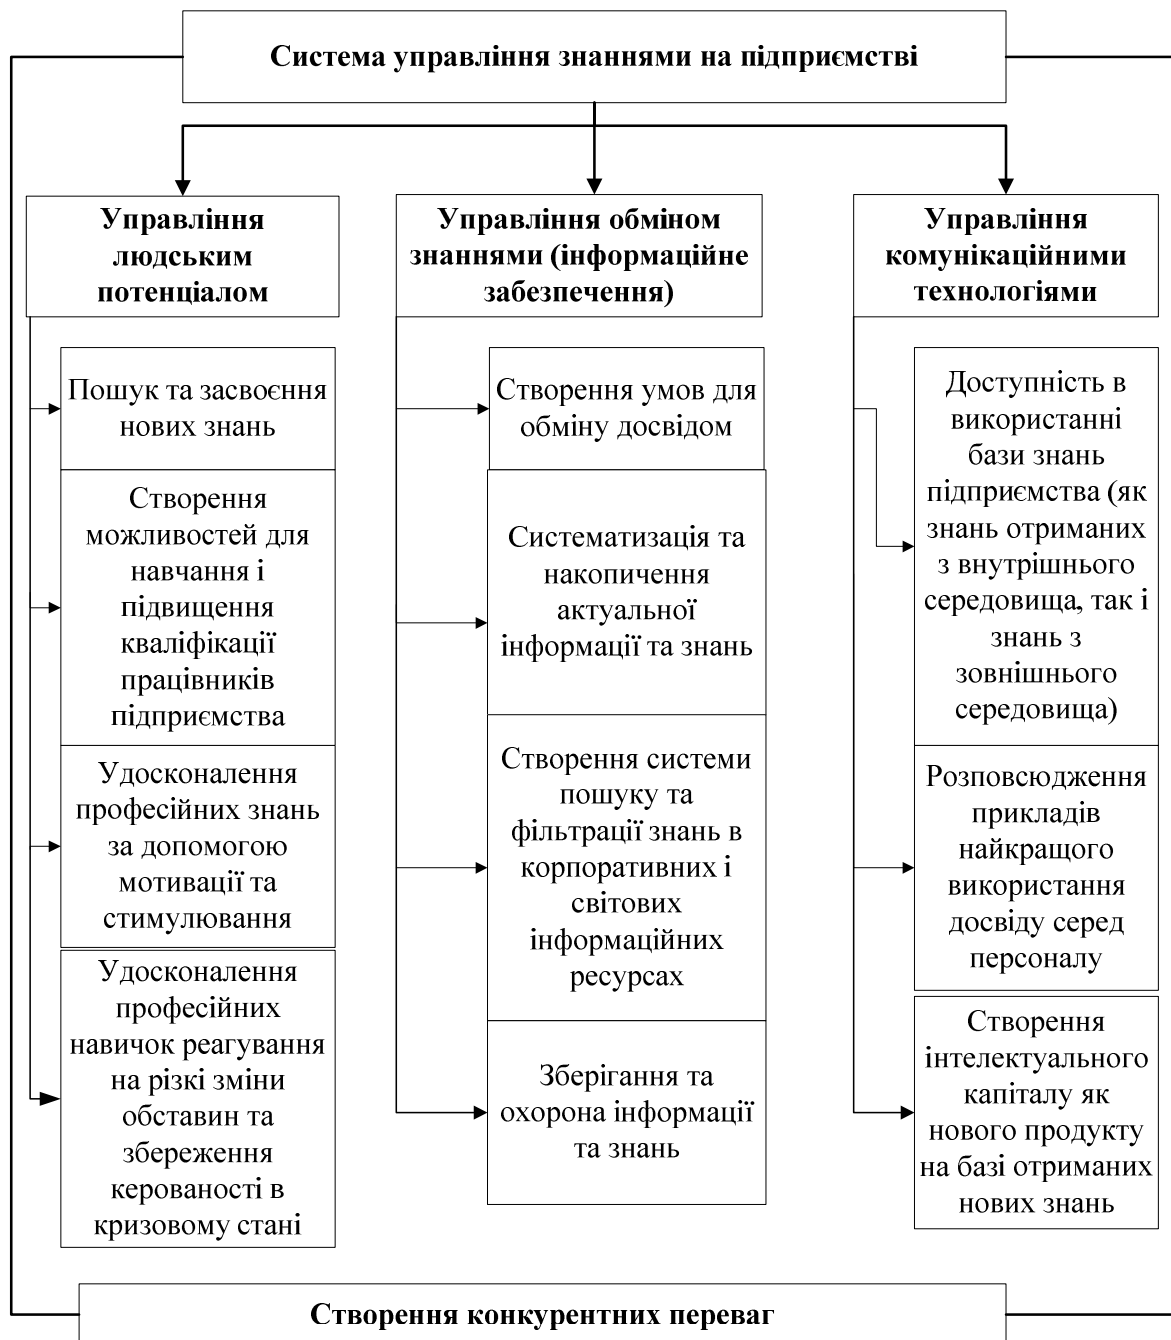 Система управління знаннями на підприємстві
Управління
людським
потенціалом
Пошук та засвоєння
нових знань
Створення
можливостей для
навчання і
підвищення
кваліфікації
працівників
підприємства
Удосконалення
професійних знань
за допомогою
мотивації та
стимулювання
Удосконалення
професійних
навичок реагування
на різкі зміни
обставин та
збереження
керованості в
кризовому стані
Управління обміном
знаннями (інформаційне
забезпечення)
Створення умов для
обміну досвідом
Систематизація та
накопичення
актуальної
інформації та знань
Створення системи
пошуку та
фільтрації знань в
корпоративних і
світових
інформаційних
ресурсах
Зберігання та
охорона інформації
та знань
Управління
комунікаційними
технологіями
Доступність в
використанні
бази знань
підприємства (як
знань отриманих
з внутрішнього
середовища, так і
знань з
зовнішнього
середовища)
Розповсюдження
прикладів
найкращого
використання
досвіду серед
персоналу
Створення
інтелектуального
капіталу як
нового продукту
на базі отриманих
нових знань
Створення конкурентних переваг